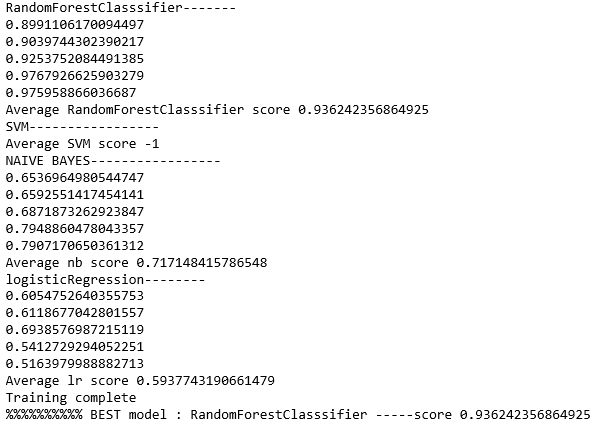 RandomForestClasssifier-------
0.8991106170094497
0.9039744302390217
0.9253752084491385
0.9767926625903279
0.975958866036687
Average RandomForestClasssifier score 0.936242356864925
SVM-----------------
Average SVM score -1
NAIVE BAYES-----------------
0.6536964980544747
0.6592551417454141
0.6871873262923847
0.7948860478043357
0.7907170650361312
Average nb score 0.717148415786548
logisticRegression--------
0.6054752640355753
0.6118677042801557
0.6938576987215119
0.5412729294052251
0.5163979988882713
Average lr score 0.5937743190661479
Training complete
%%%%%%%%%% BEST model : RandomForestClasssifier -----score 0.936242356864925